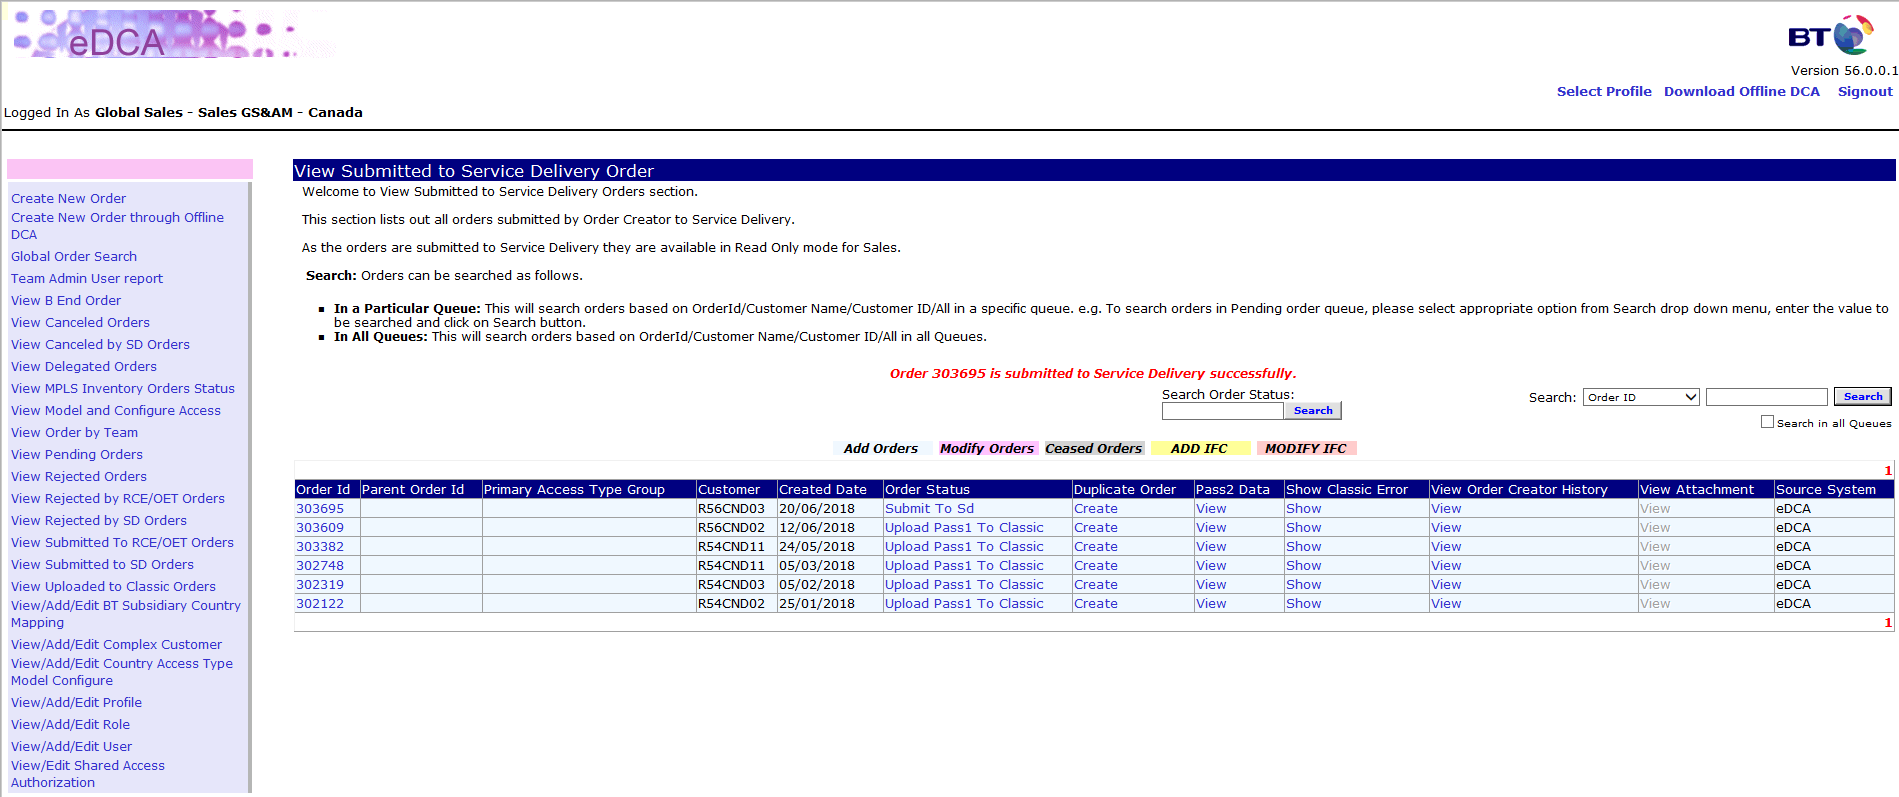 eDCA
BT
Version 56.0.0.1
Select Profile Download Offline DCA Signout
Logged In As Global Sales - Sales GS&AM - Canada
Create New Order
Create New Order through Offline
DCA
Global Order Search
Team Admin User report
View B End Order
View Canceled Orders
View Canceled by SD Orders
View Delegated Orders
View MPLS Inventory Orders Status
View Model and Configure Access
View Order by Team
View Pending Orders
View Rejected Orders
View Rejected by RCE/OET Orders
View Rejected by SD Orders
View Submitted To RCE/OET Orders
View Submitted to SD Orders
View Uploaded to Classic Orders
View/Add/Edit BT Subsidiary Country
Mapping
View/Add/Edit Complex Customer
View/Add/Edit Country Access Type
Model Configure
View/Add/Edit Profile
View/Add/Edit Role
View/Add/Edit User
View/Edit Shared Access
Authorization
View Submitted to Service Delivery Order
Welcome to View Submitted to Service Delivery Orders section.
This section lists out all orders submitted by Order Creator to Service Delivery.
As the orders are submitted to Service Delivery they are available in Read Only mode for Sales.
Search: Orders can be searched as follows.
▪ In a Particular Queue: This will search orders based on OrderId/Customer Name/Customer ID/All in a specific queue. e.g. To search orders in Pending order queue, please select appropriate option from Search drop down menu, enter the value to
be searched and click on Search button.
▪ In All Queues: This will search orders based on OrderId/Customer Name/Customer ID/All in all Queues.
Order 303695 is submitted to Service Delivery successfully.
Search Order Status:
Search
Search: Order ID Search
Search in all Queues
Add Orders Modify Orders Ceased Orders ADD IFC MODIFY IFC
1
Order Id Parent Order Id Primary Access Type Group Customer Created Date Order Status Duplicate Order Pass2 Data Show Classic Error View Order Creator History View Attachment Source System
303695 R56CND03 20/06/2018 Submit To Sd Create View Show View View eDCA
303609 R56CND02 12/06/2018 Upload Pass1 To Classic Create View Show View View eDCA
303382 R54CND11 24/05/2018 Upload Pass1 To Classic Create View Show View View eDCA
302748 R54CND11 05/03/2018 Upload Pass1 To Classic Create View Show View View eDCA
302319 R54CND03 05/02/2018 Upload Pass1 To Classic Create View Show View View eDCA
302122 R54CND02 25/01/2018 Upload Pass1 To Classic Create View Show View View eDCA
1